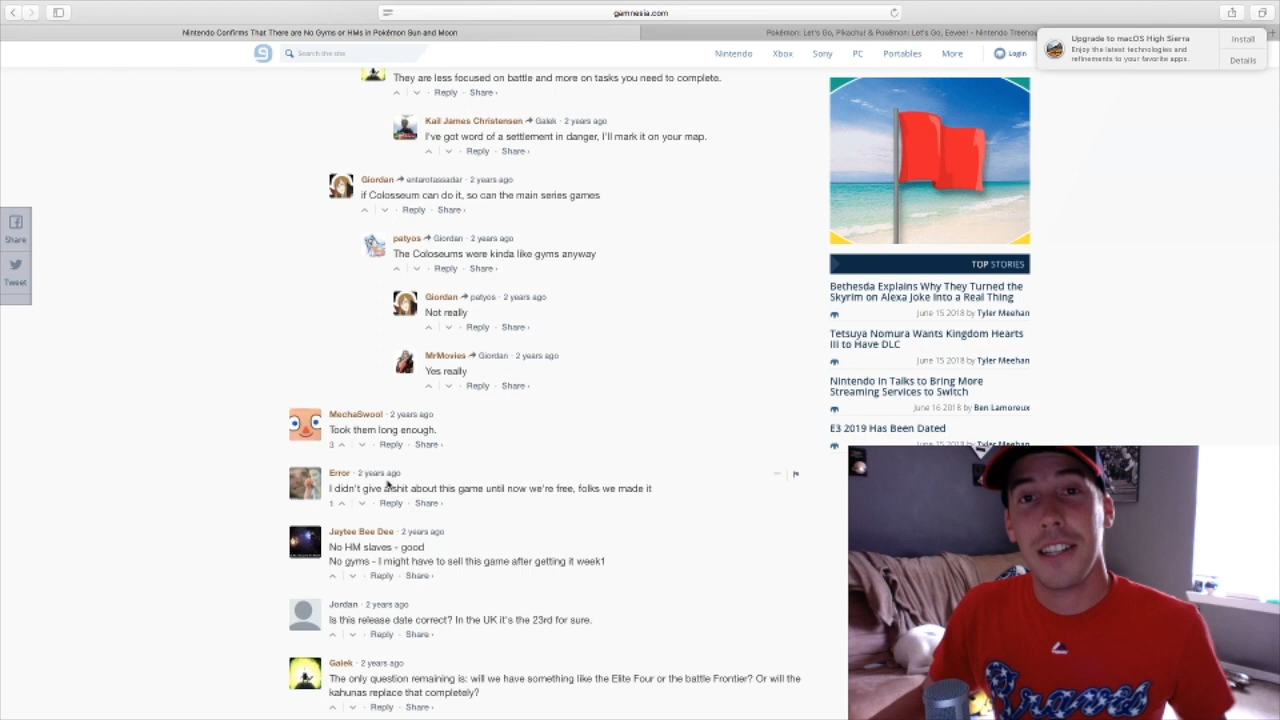 gamnesia.com
Nintendo Confirms That There are No Gyms or HMs in Pokémon Sun and Moon
Pokémon: Let's Go, Pikachu! & Pokémon: Let's Go, Eevee! - Nintendo Treehou
Upgrade to macOS High Sierra
Enjoy the latest technologies and
refinements to your favorite apps.
Install
Details
Search the site
Nintendo Xbox Sony PC Portables More Login
They are less focused on battle and more on tasks you need to complete.
Reply · Share ›
Kail James Christensen → Galek · 2 years ago
I've got word of a settlement in danger, I'll mark it on your map.
Reply · Share ›
Giordan → entarotassadar · 2 years ago
if Colosseum can do it, so can the main series games
Reply · Share ›
patyos → Giordan · 2 years ago
The Coloseums were kinda like gyms anyway
Reply · Share ›
Giordan → patyos · 2 years ago
Not really
Reply · Share ›
MrMovies → Giordan · 2 years ago
Yes really
Reply · Share ›
MechaSwool · 2 years ago
Took them long enough.
3 Reply · Share ›
Error · 2 years ago
I didn't give a shit about this game until now we're free, folks we made it
1 Reply · Share ›
Jaytee Bee Dee · 2 years ago
No HM slaves - good
No gyms - I might have to sell this game after getting it week1
Reply · Share ›
Jordan · 2 years ago
Is this release date correct? In the UK it's the 23rd for sure.
Reply · Share ›
Galek · 2 years ago
The only question remaining is: will we have something like the Elite Four or the battle Frontier? Or will the
kahunas replace that completely?
Reply · Share ›
Share
Tweet
TOP STORIES
Bethesda Explains Why They Turned the
Skyrim on Alexa Joke Into a Real Thing
June 15 2018 by Tyler Meehan
Tetsuya Nomura Wants Kingdom Hearts
III to Have DLC
June 15 2018 by Tyler Meehan
Nintendo in Talks to Bring More
Streaming Services to Switch
June 16 2018 by Ben Lamoreux
E3 2019 Has Been Dated
June 15 2018 by Tyler Meehan
Braves